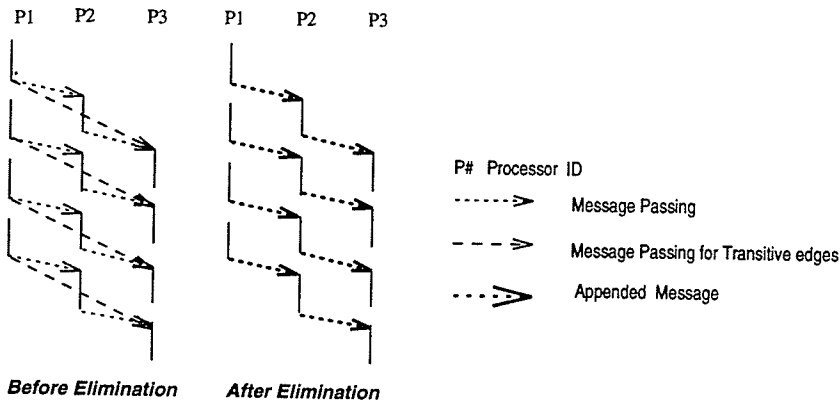 P1 P2 P3 P1 P2 P3
P# Processor ID
Message Passing
Message Passing for Transitive edges
Appended Message
Before Elimination After Elimination